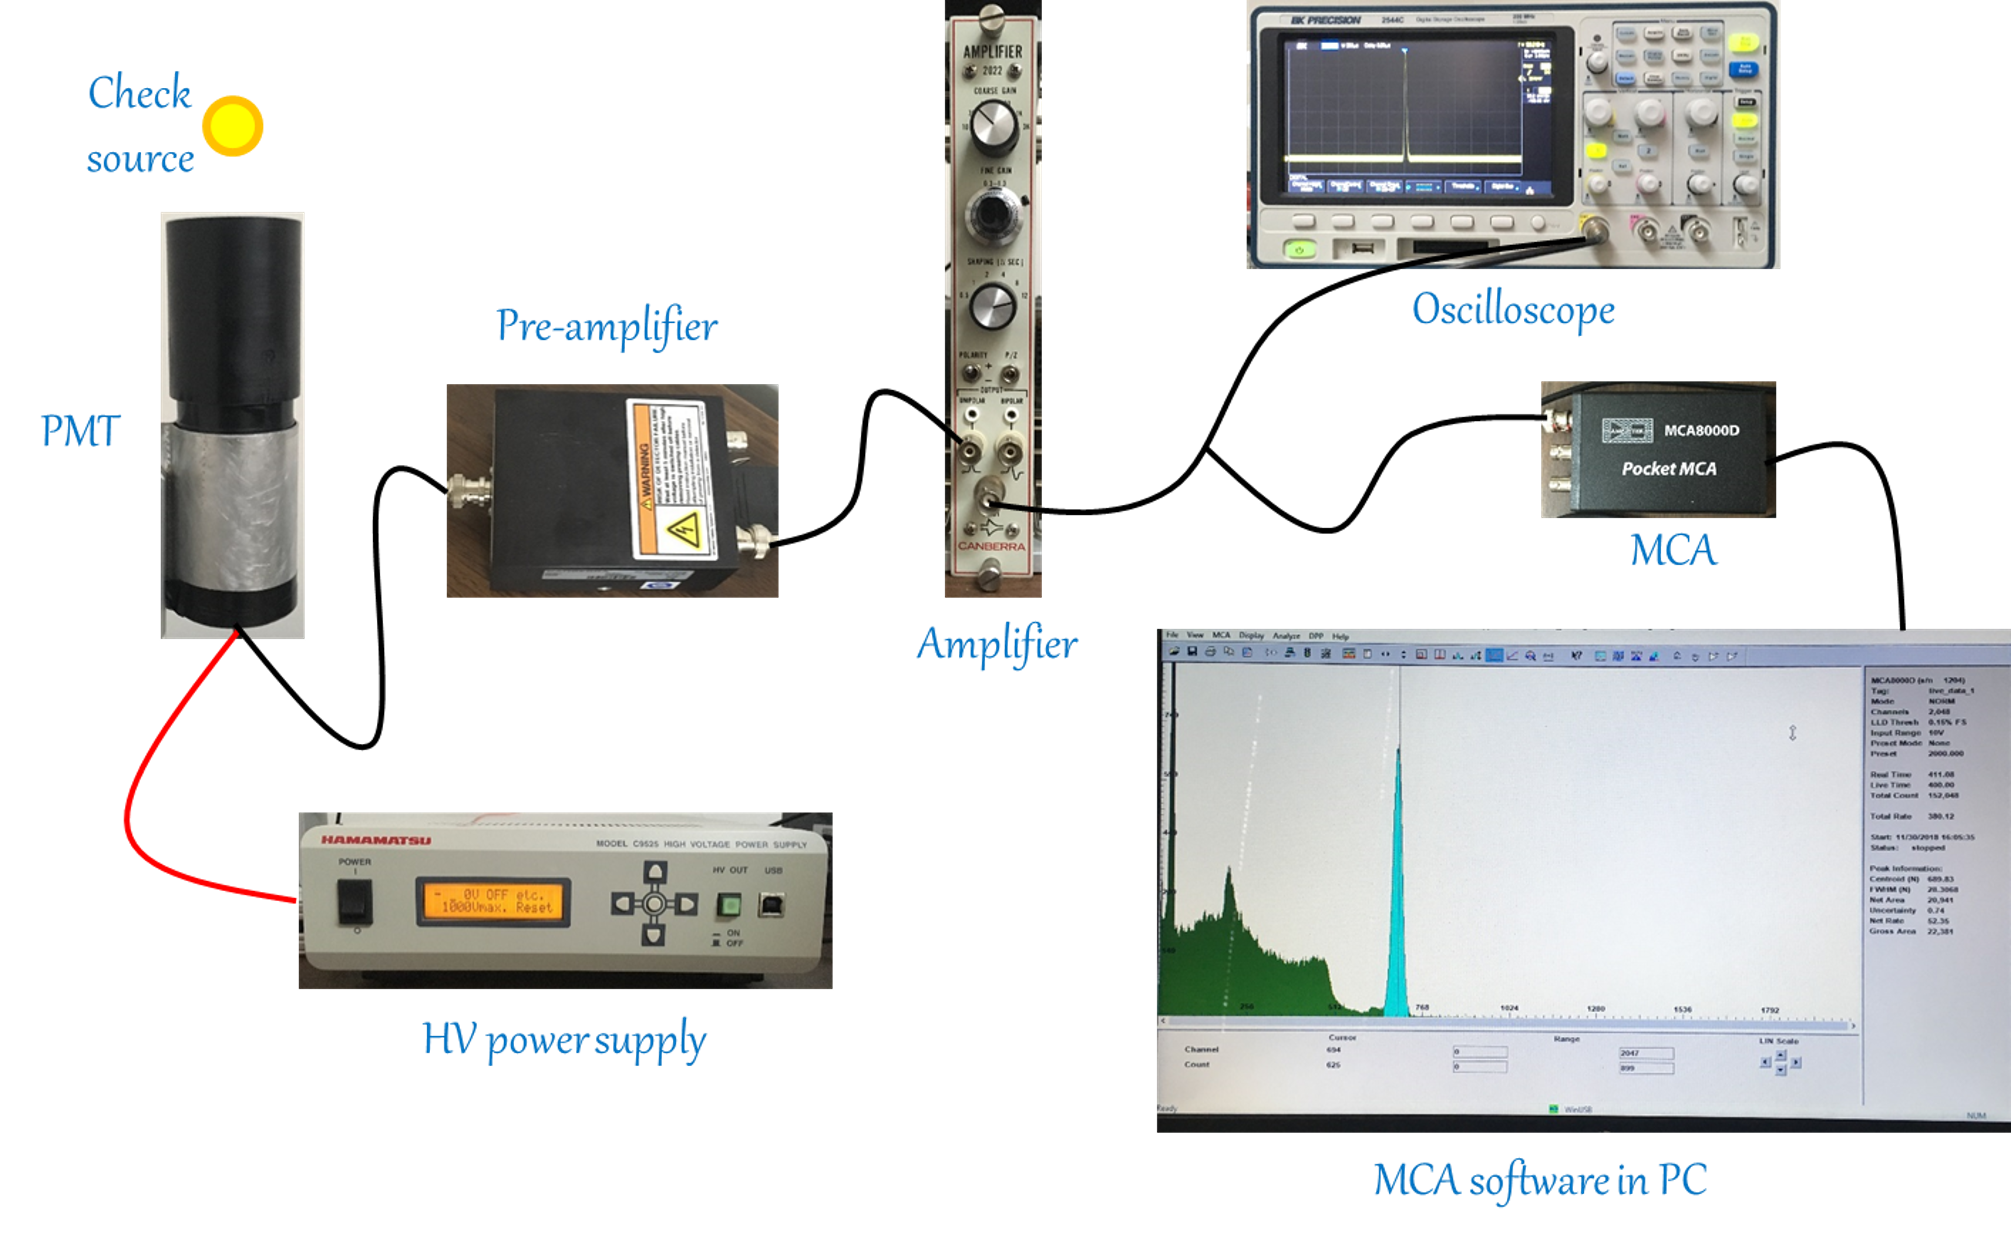 Check
source
PMT
Pre-amplifier
WARNING
AMPLIFIER
2022
COARSE GAIN
FINE GAIN
SHAPING
POLARITY
P/Z
OUTPUT
UNIPOLAR
BIPOLAR
CANBERRA
Amplifier
BK PRECISION
2544C
Digital Storage Oscilloscope
Oscilloscope
MCA8000D
Pocket MCA
MCA
HAMAMATSU
MODEL C9525 HIGH VOLTAGE POWER SUPPLY
POWER
HV OUT
USB
0V OFF etc.
1000Vmax. Reset
ON
OFF
HV power supply
File View MCA Display Analyze DPP Help
MCA8000D (s/n 1204)
Tag: live_data_1
Mode NORM
Channels 2,048
LLD Thresh 0.15% FS
Input Range 10V
Preset Mode None
Preset 2000.000
Real Time 411.08
Live Time 400.00
Total Count 152,048
Total Rate 380.12
Start: 11/30/2018 16:05:35
Status: stopped
Peak Information:
Centroid (N) 689.83
FWHM (N) 28.3068
Net Area 20,941
Uncertainty 0.74
Net Rate 52.35
Gross Area 22,381
256 512 768 1024 1280 1536 1792
Cursor Range LIN Scale
Channel 694 0 2047
Count 625 0 899
Ready
WinUSB
NUM
MCA software in PC